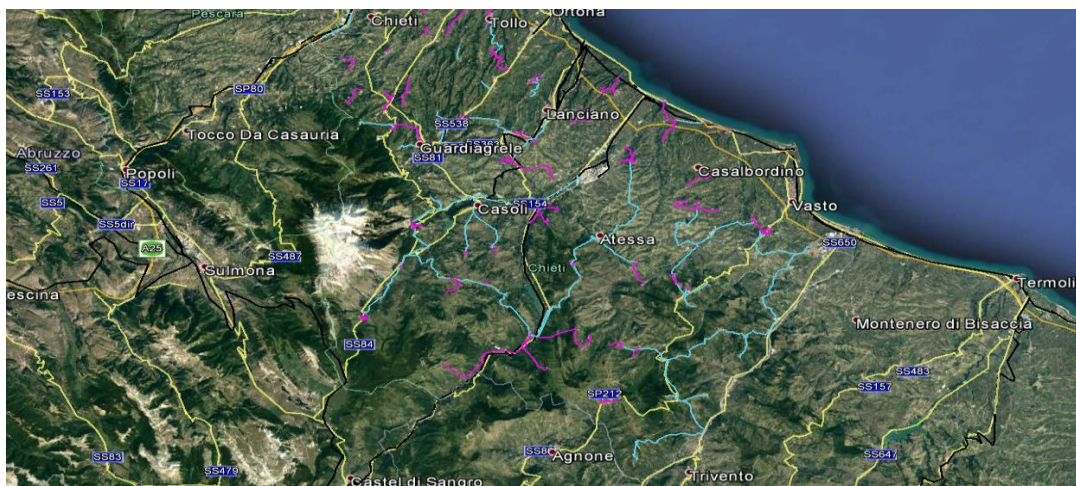 Pescara
Chieti
Tollo
Ortona
SS153
SP80
Lanciano
SS538
Tocco Da Casauria
Guardiagrele
Abruzzo
SS81
SS261
Popoli
SS17
Casalbordino
SS5
SS154
Casoli
Vasto
SS5dir
Atessa
SS650
A25
SS487
Chieti
Sulmona
Termoli
escina
Montenero di Bisaccia
SS84
SS483
SS157
SP212
SS83
SS479
SS8
Agnone
SS647
Castel di Sangro
Trivento